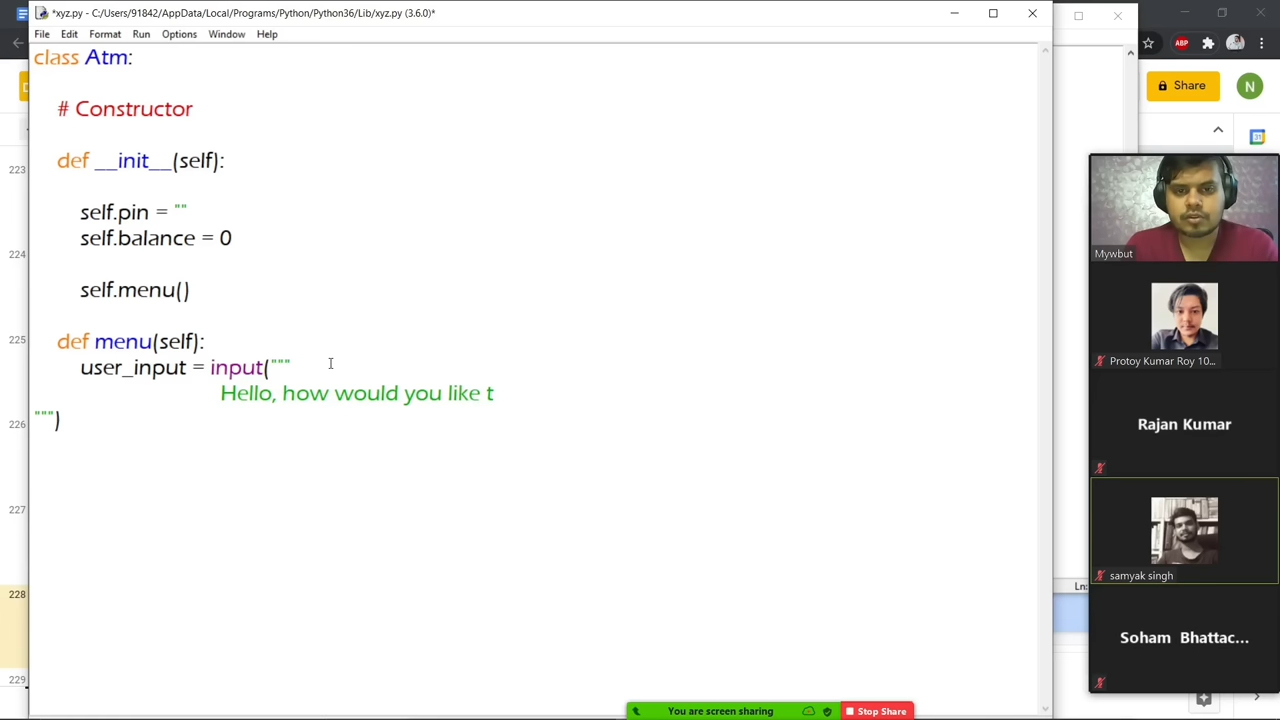 *xyz.py - C:/Users/91842/AppData/Local/Programs/Python/Python36/Lib/xyz.py (3.6.0)*
File Edit Format Run Options Window Help
class Atm:
# Constructor
def __init__(self):
self.pin = ""
self.balance = 0
self.menu()
def menu(self):
user_input = input("""
Hello, how would you like t
""")
223
224
225
226
227
228
229
ABP
Share
N
Mywbut
Protoy Kumar Roy 10...
Rajan Kumar
samyak singh
Soham Bhattac...
Ln:
You are screen sharing
Stop Share